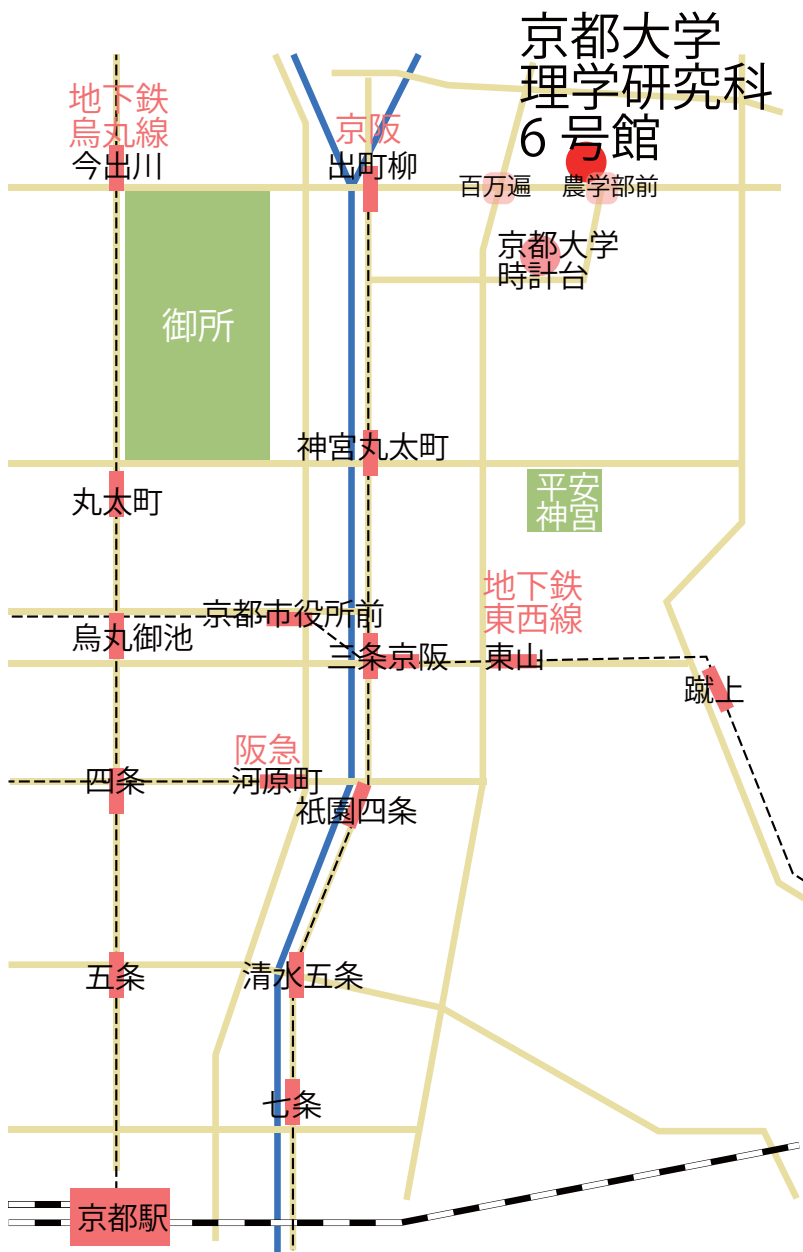 京都大学
理学研究科
6 号館
地下鉄
烏丸線
今出川
京阪
出町柳
百万遍
農学部前
京都大学
時計台
御所
神宮丸太町
丸太町
平安
神宮
地下鉄
東西線
京都市役所前
烏丸御池
三条京阪
東山
蹴上
阪急
四条
河原町
祇園四条
五条
清水五条
七条
京都駅